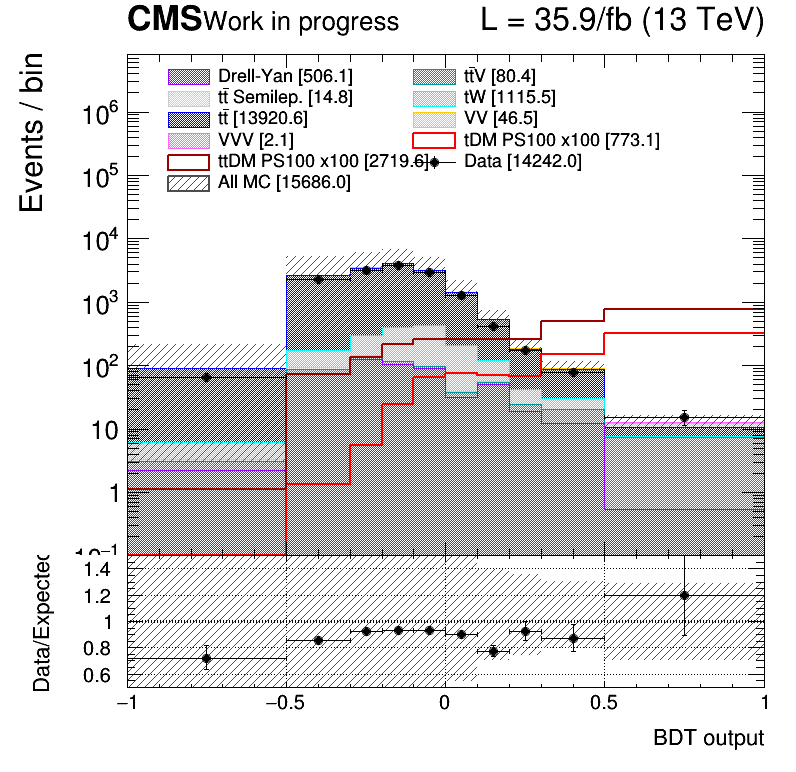 CMS Work in progress L = 35.9/fb (13 TeV)
Events / bin
Drell-Yan [506.1] tt̄V [80.4]
tt̄ Semilep. [14.8] tW [1115.5]
tt̄ [13920.6] VV [46.5]
VVV [2.1] tDM PS100 x100 [773.1]
ttDM PS100 x100 [2719.6] Data [14242.0]
All MC [15686.0]
10⁶
10⁵
10⁴
10³
10²
10
1
10⁻¹
Data/Expected
1.4
1.2
1
0.8
0.6
−1 −0.5 0 0.5 1
BDT output